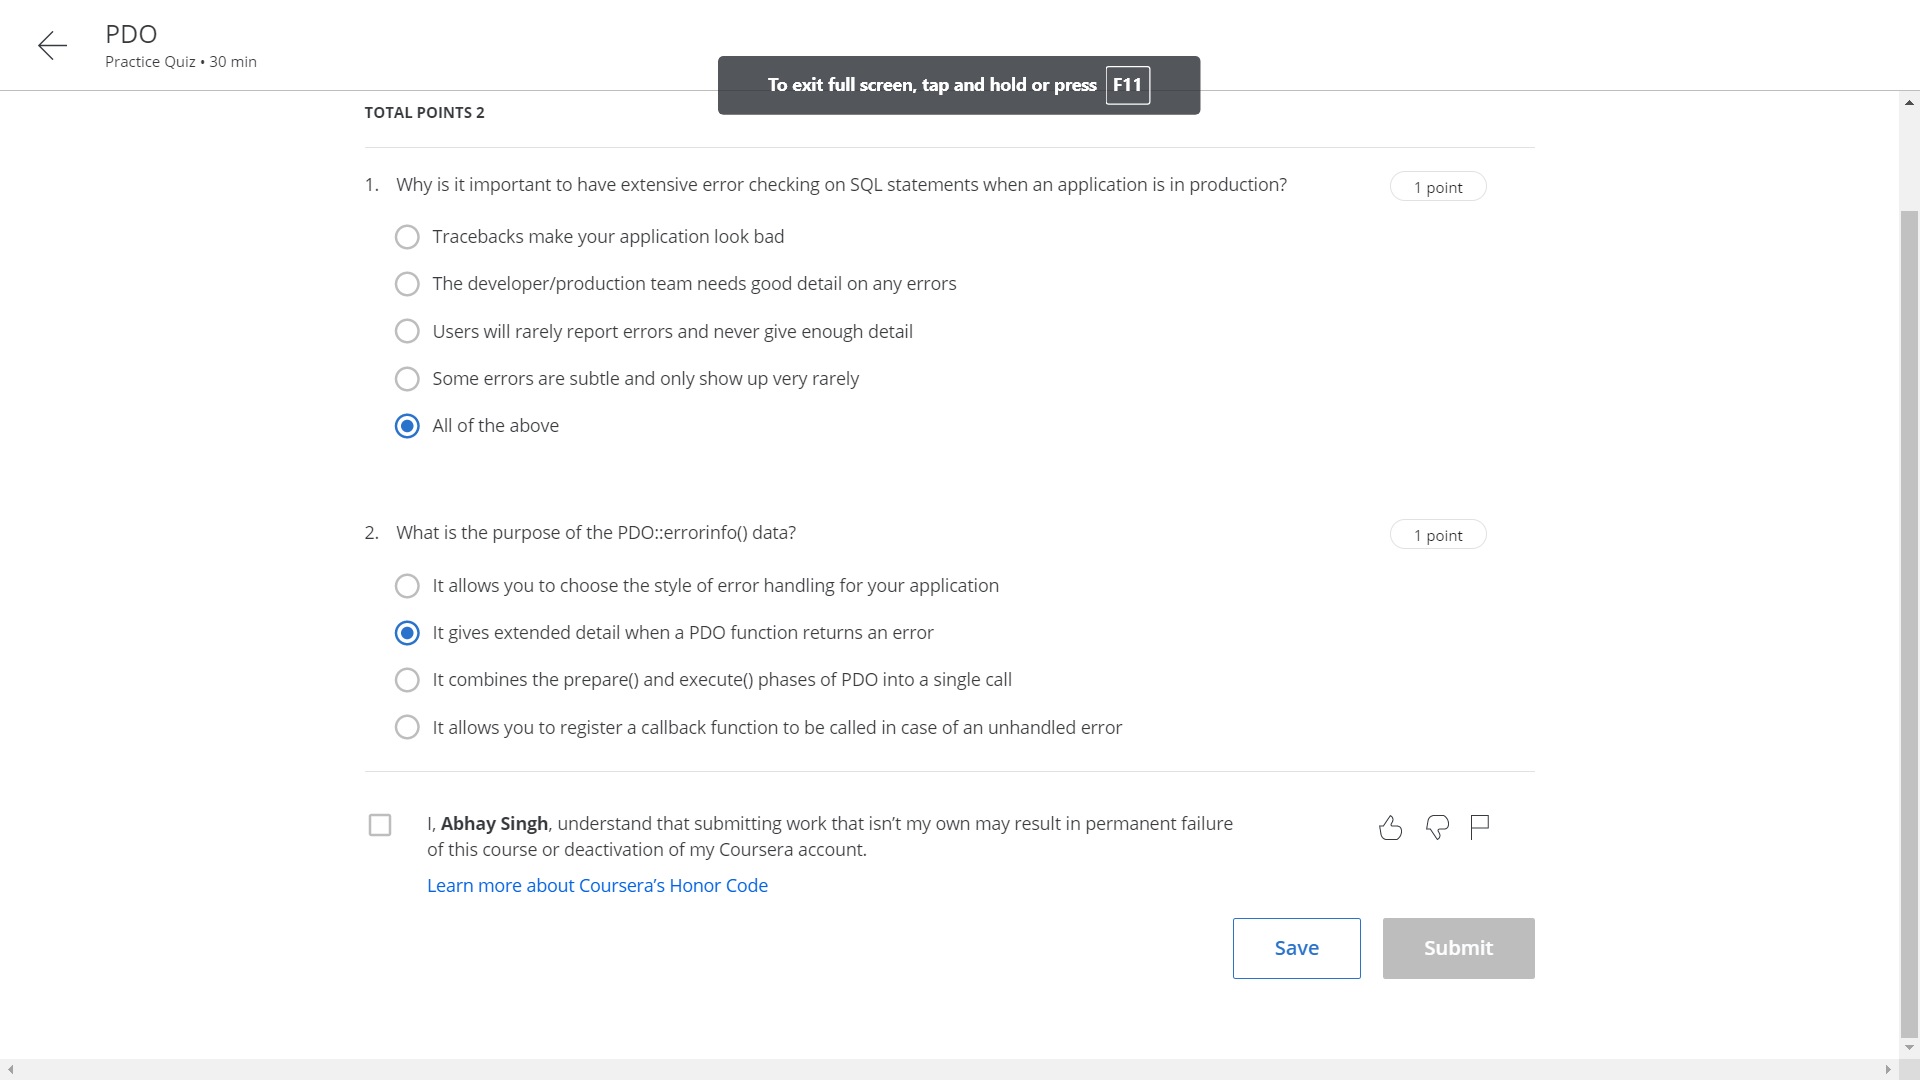 PDO
Practice Quiz • 30 min
To exit full screen, tap and hold or press F11
TOTAL POINTS 2
1. Why is it important to have extensive error checking on SQL statements when an application is in production?
1 point
Tracebacks make your application look bad
The developer/production team needs good detail on any errors
Users will rarely report errors and never give enough detail
Some errors are subtle and only show up very rarely
All of the above
2. What is the purpose of the PDO::errorinfo() data?
1 point
It allows you to choose the style of error handling for your application
It gives extended detail when a PDO function returns an error
It combines the prepare() and execute() phases of PDO into a single call
It allows you to register a callback function to be called in case of an unhandled error
I, Abhay Singh, understand that submitting work that isn’t my own may result in permanent failure
of this course or deactivation of my Coursera account.
Learn more about Coursera’s Honor Code
Save
Submit